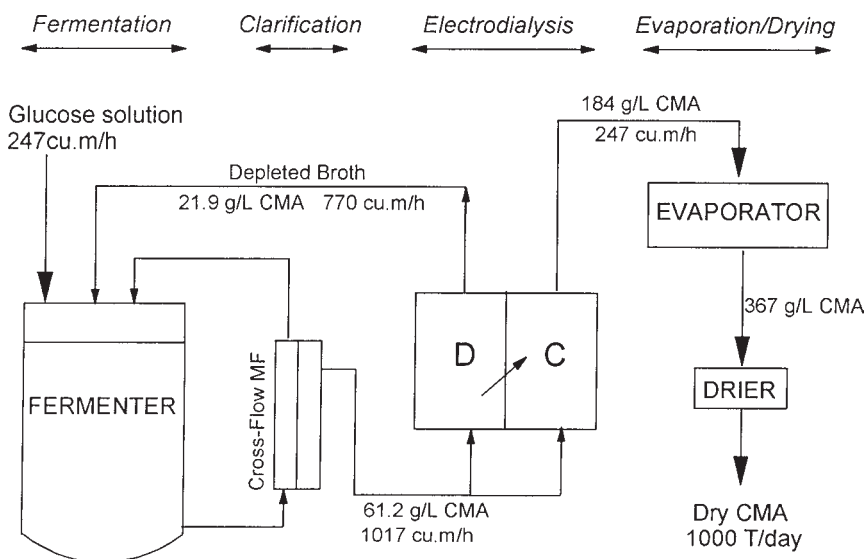 Fermentation
Clarification
Electrodialysis
Evaporation/Drying
Glucose solution
247cu.m/h
Depleted Broth
21.9 g/L CMA 770 cu.m/h
184 g/L CMA
247 cu.m/h
EVAPORATOR
367 g/L CMA
D
C
FERMENTER
Cross-Flow MF
DRIER
61.2 g/L CMA
1017 cu.m/h
Dry CMA
1000 T/day